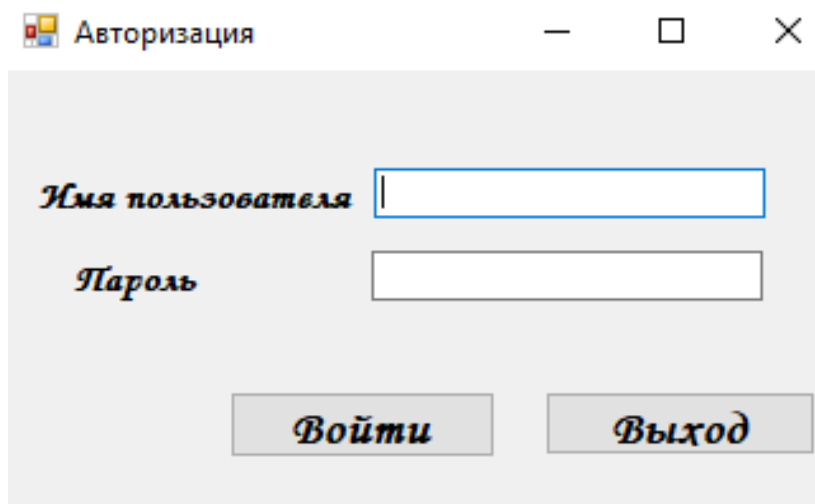 Авторизация
Имя пользователя
Пароль
Войти Выход